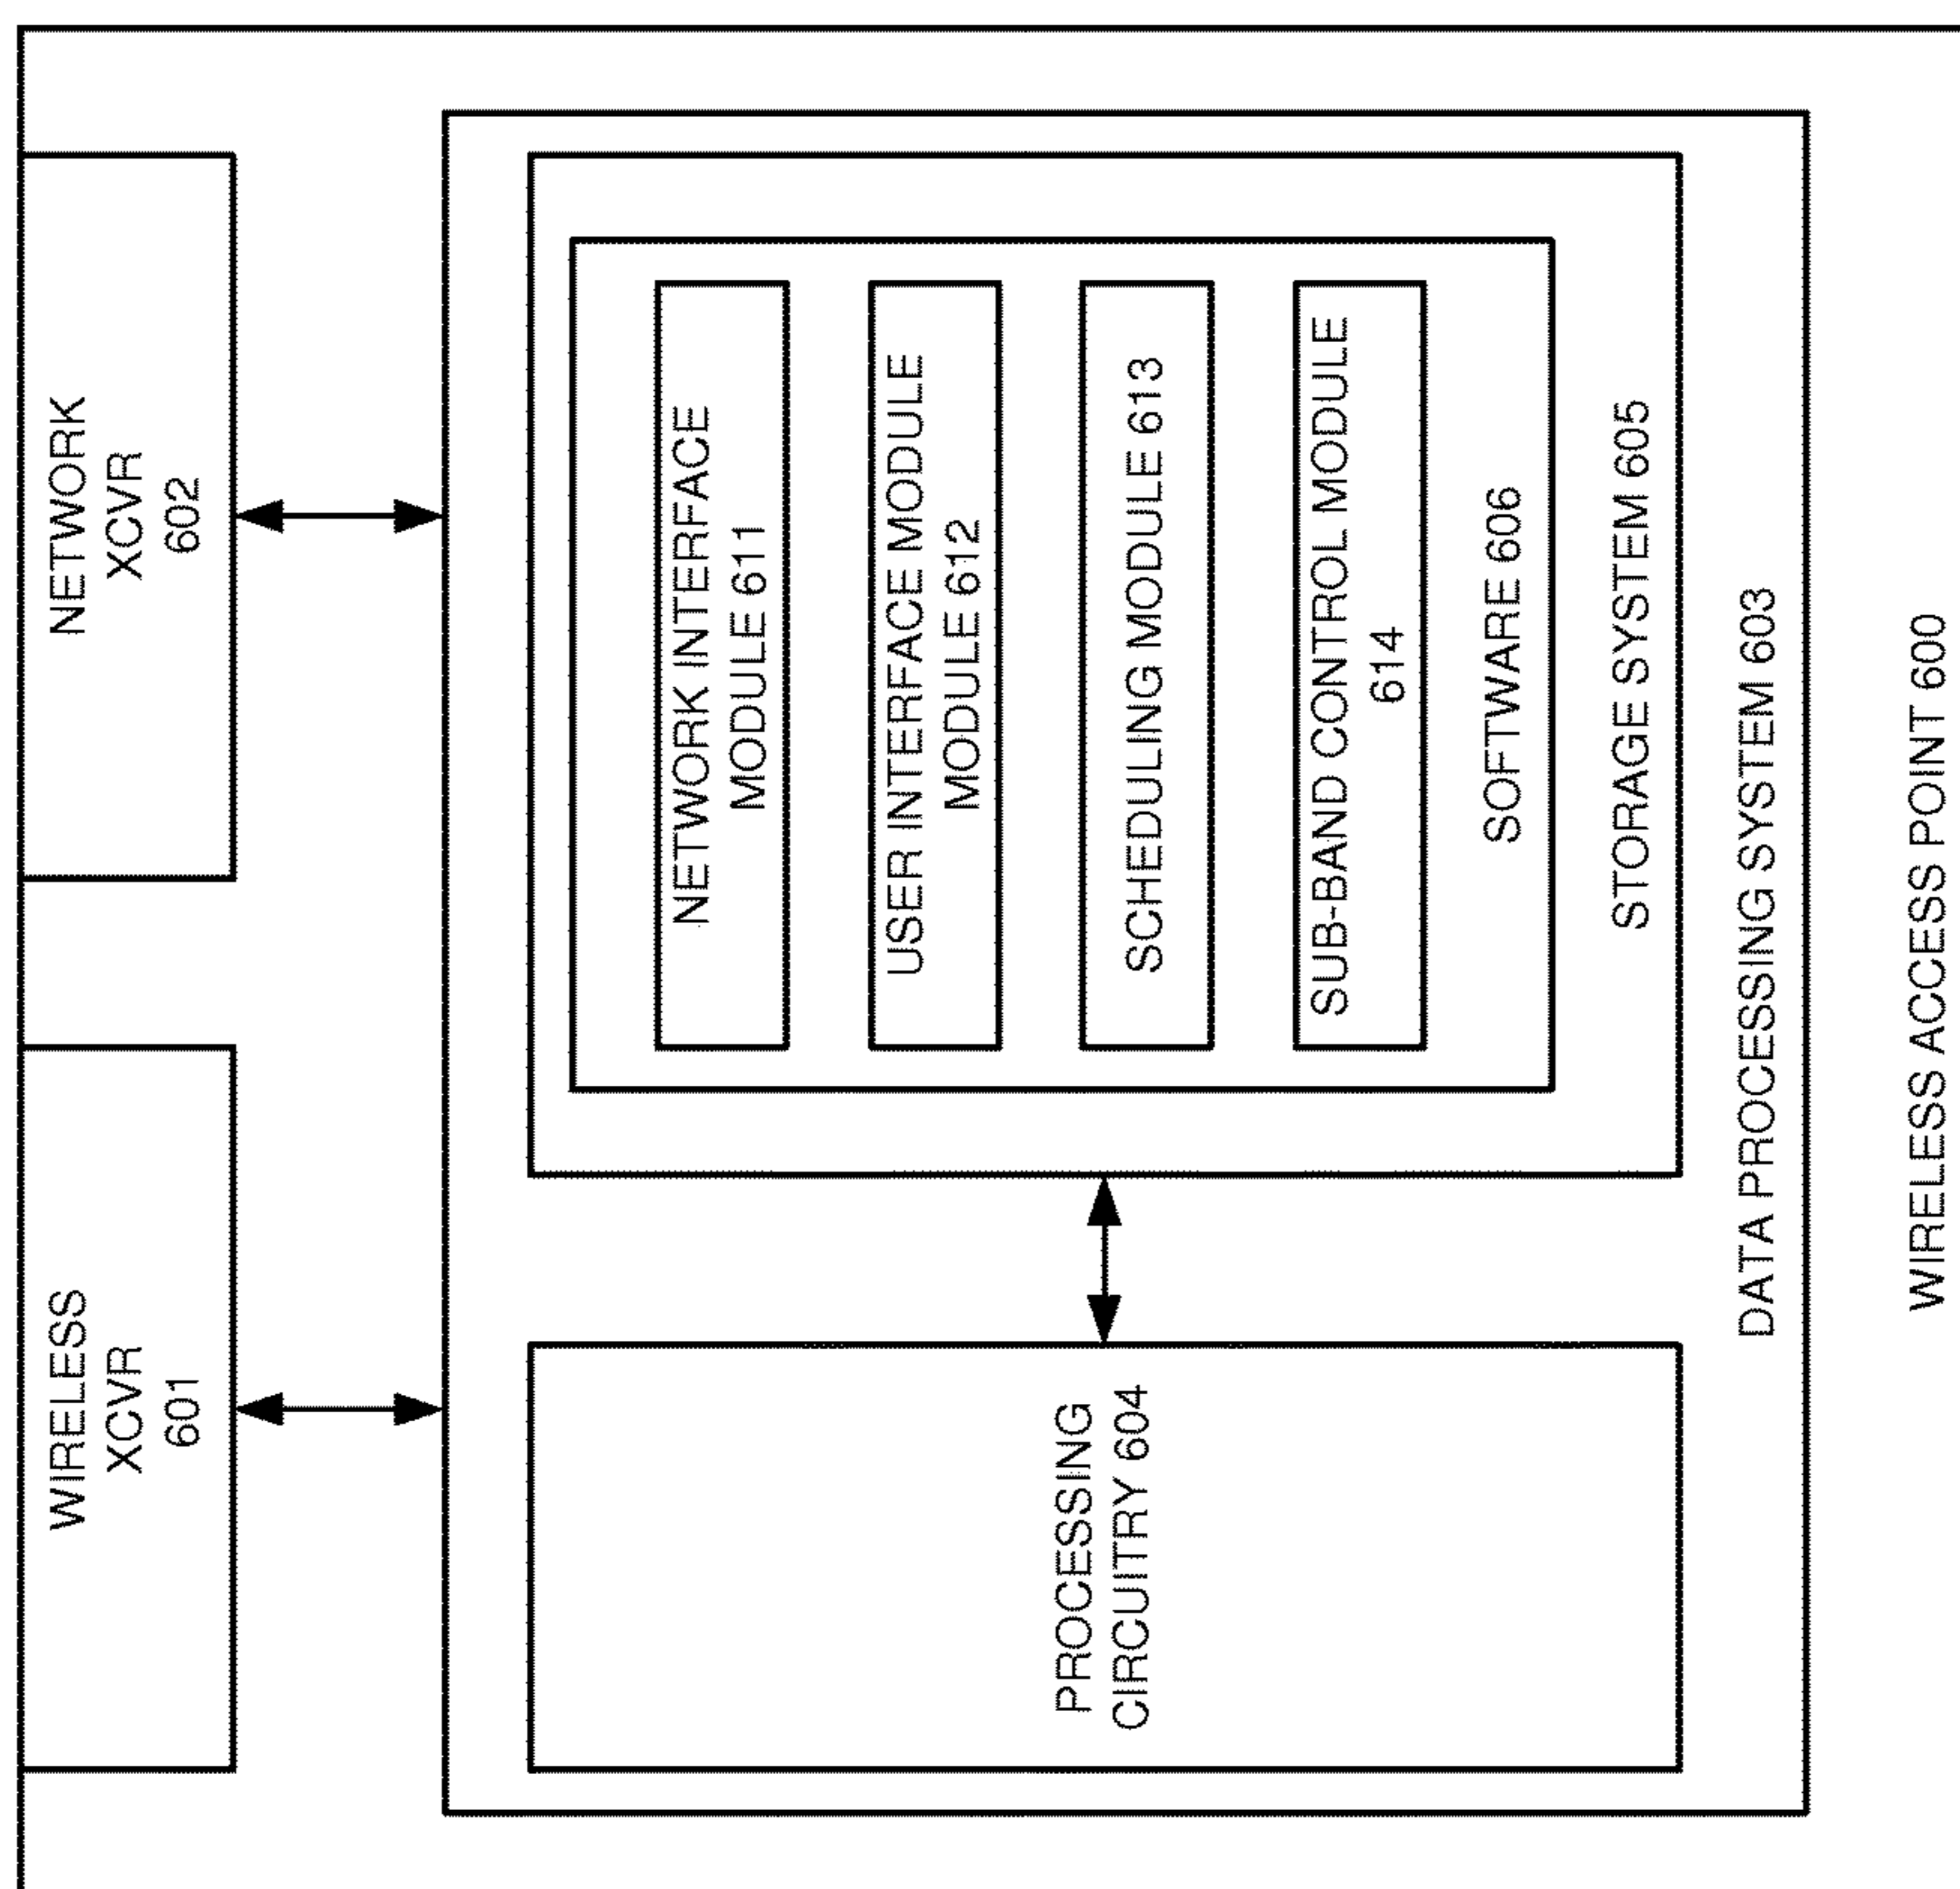 WIRELESS
XCVR
601
NETWORK
XCVR
602
PROCESSING
CIRCUITRY 604
NETWORK INTERFACE
MODULE 611
USER INTERFACE MODULE
MODULE 612
SCHEDULING MODULE 613
SUB-BAND CONTROL MODULE
614
SOFTWARE 606
STORAGE SYSTEM 605
DATA PROCESSING SYSTEM 603
WIRELESS ACCESS POINT 600